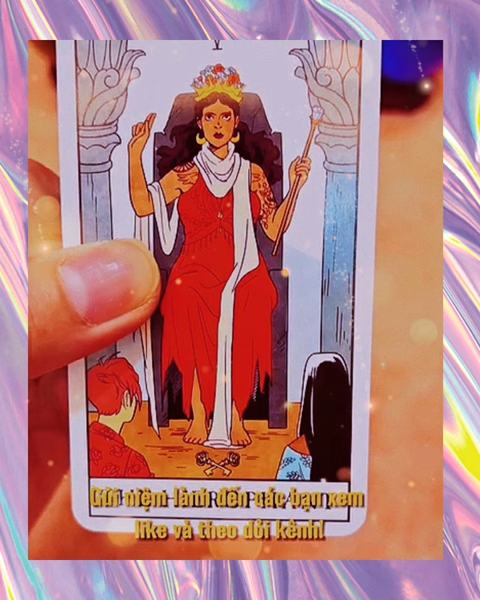 V
Gửi niệm lành đến các bạn xem
like và theo dõi kênh!